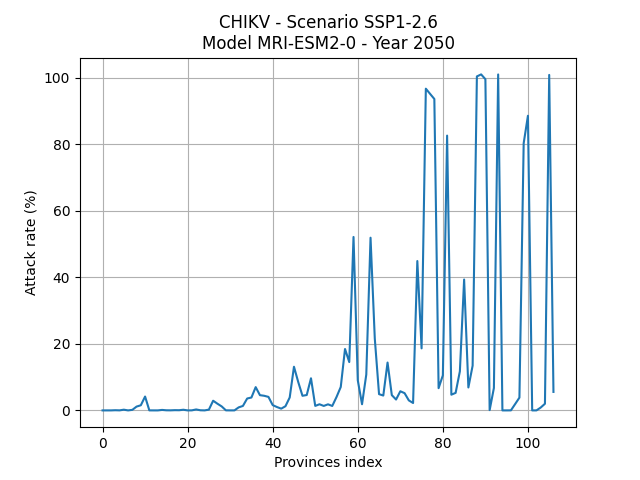 CHIKV - Scenario SSP1-2.6
Model MRI-ESM2-0 - Year 2050
100
80
60
40
20
0
Attack rate (%)
0 20 40 60 80 100
Provinces index